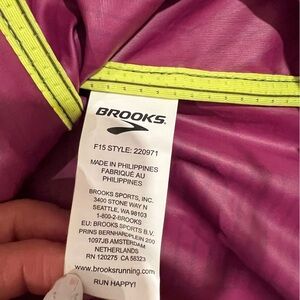 BROOKS
F15 STYLE: 220971
MADE IN PHILIPPINES
FABRIQUÉ AU
PHILIPPINES
BROOKS SPORTS, INC.
3400 STONE WAY N
SEATTLE, WA 98103
1-800-2-BROOKS
EU: BROOKS SPORTS B.V.
PRINS BERNHARDPLEIN 200
1097JB AMSTERDAM
NETHERLANDS
RN 120275 CA 56323
www.brooksrunning.com
RUN HAPPY!